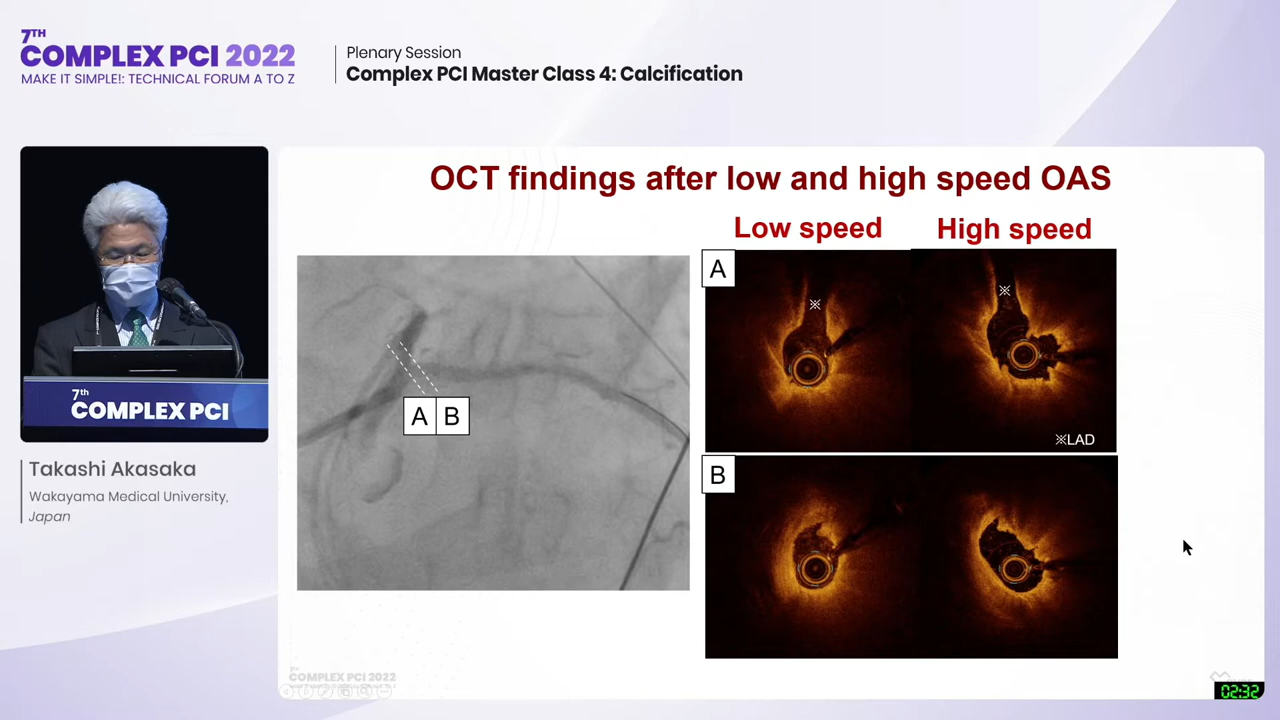 7TH
COMPLEX PCI 2022
MAKE IT SIMPLE!: TECHNICAL FORUM A TO Z
Plenary Session
Complex PCI Master Class 4: Calcification
OCT findings after low and high speed OAS
Low speed
High speed
A
※
※
※LAD
A B
B
7th
COMPLEX PCI
Takashi Akasaka
Wakayama Medical University,
Japan
COMPLEX PCI 2022
02:32